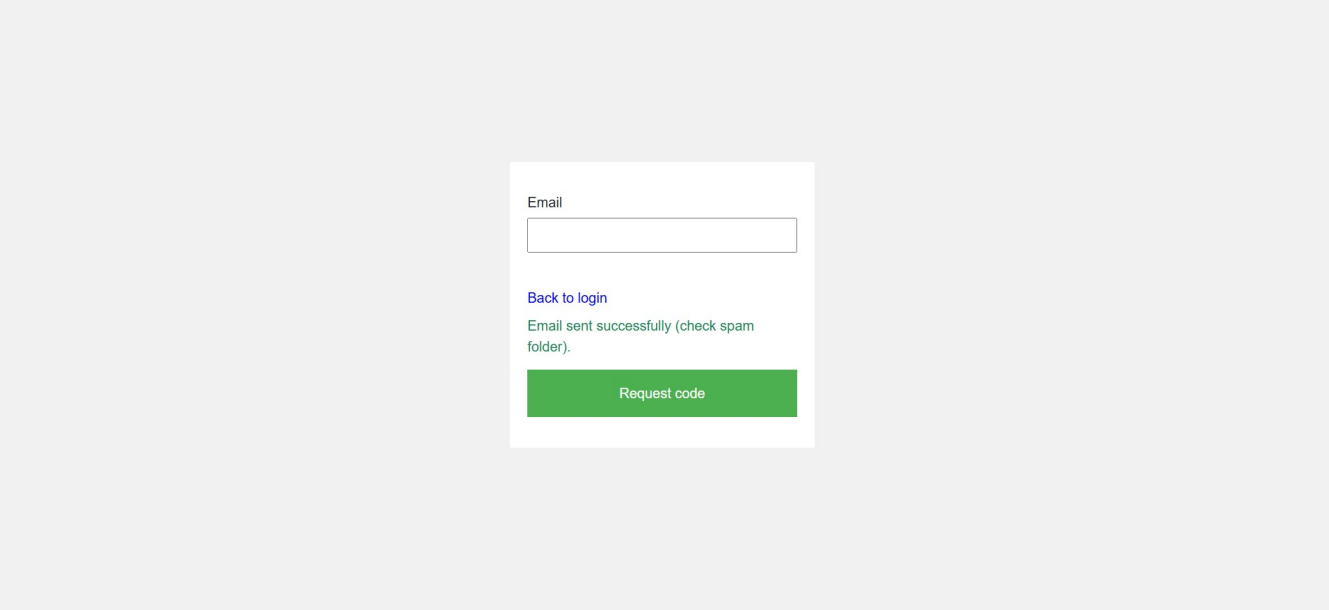 Email
Back to login
Email sent successfully (check spam
folder).
Request code